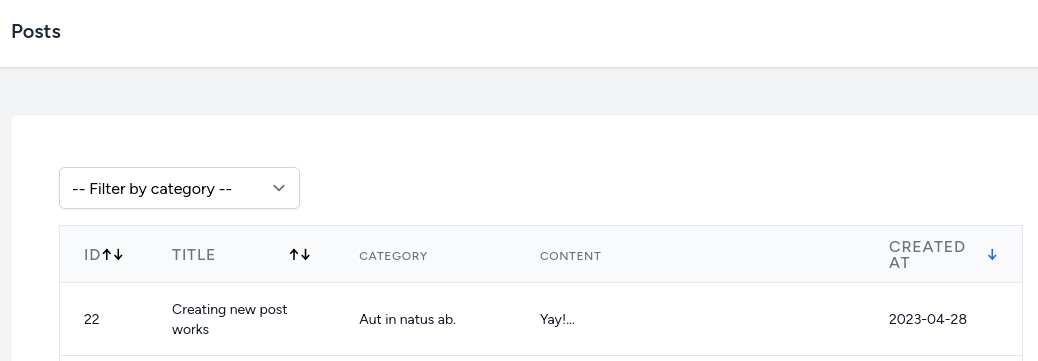 Posts
-- Filter by category --
ID TITLE CATEGORY CONTENT CREATED
AT
22 Creating new post Aut in natus ab. Yay!... 2023-04-28
works